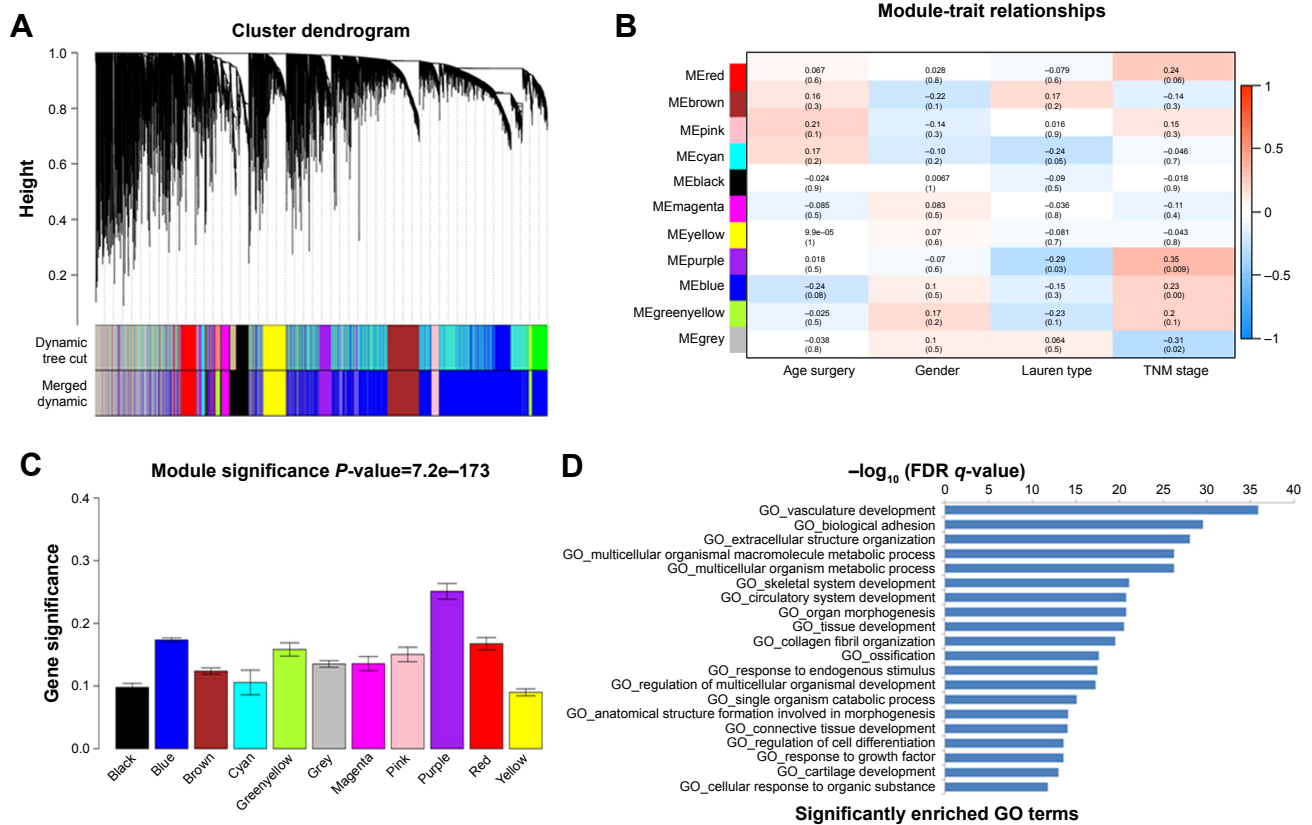 A
Cluster dendrogram
Height
1.0
0.8
0.6
0.4
0.2
Dynamic
tree cut
Merged
dynamic
B
Module-trait relationships
MEred
0.067 0.028 −0.079 0.24
(0.6) (0.8) (0.6) (0.06)
MEbrown
0.16 −0.22 0.17 −0.14
(0.3) (0.1) (0.2) (0.3)
MEpink
0.21 −0.14 0.016 0.15
(0.1) (0.3) (0.9) (0.3)
MEcyan
0.17 −0.10 −0.24 −0.046
(0.2) (0.2) (0.05) (0.7)
MEblack
−0.024 0.0067 −0.09 −0.018
(0.9) (1) (0.5) (0.9)
MEmagenta
−0.085 0.083 −0.036 −0.11
(0.5) (0.5) (0.8) (0.4)
MEyellow
9.9e−05 0.07 −0.081 −0.043
(1) (0.6) (0.7) (0.8)
MEpurple
0.018 −0.07 −0.29 0.35
(0.5) (0.6) (0.03) (0.009)
MEblue
−0.24 0.1 −0.15 0.23
(0.08) (0.5) (0.3) (0.00)
MEgreenyellow
−0.025 0.17 −0.23 0.2
(0.5) (0.2) (0.1) (0.1)
MEgrey
−0.038 0.1 0.064 −0.31
(0.8) (0.5) (0.5) (0.02)
Age surgery Gender Lauren type TNM stage
1
0.5
0
−0.5
−1
C
Module significance P-value=7.2e−173
Gene significance
0.4
0.3
0.2
0.1
0.0
Black Blue Brown Cyan Greenyellow Grey Magenta Pink Purple Red Yellow
D
−log10 (FDR q-value)
0 5 10 15 20 25 30 35 40
GO_vasculature development
GO_biological adhesion
GO_extracellular structure organization
GO_multicellular organismal macromolecule metabolic process
GO_multicellular organism metabolic process
GO_skeletal system development
GO_circulatory system development
GO_organ morphogenesis
GO_tissue development
GO_collagen fibril organization
GO_ossification
GO_response to endogenous stimulus
GO_regulation of multicellular organismal development
GO_single organism catabolic process
GO_anatomical structure formation involved in morphogenesis
GO_connective tissue development
GO_regulation of cell differentiation
GO_response to growth factor
GO_cartilage development
GO_cellular response to organic substance
Significantly enriched GO terms